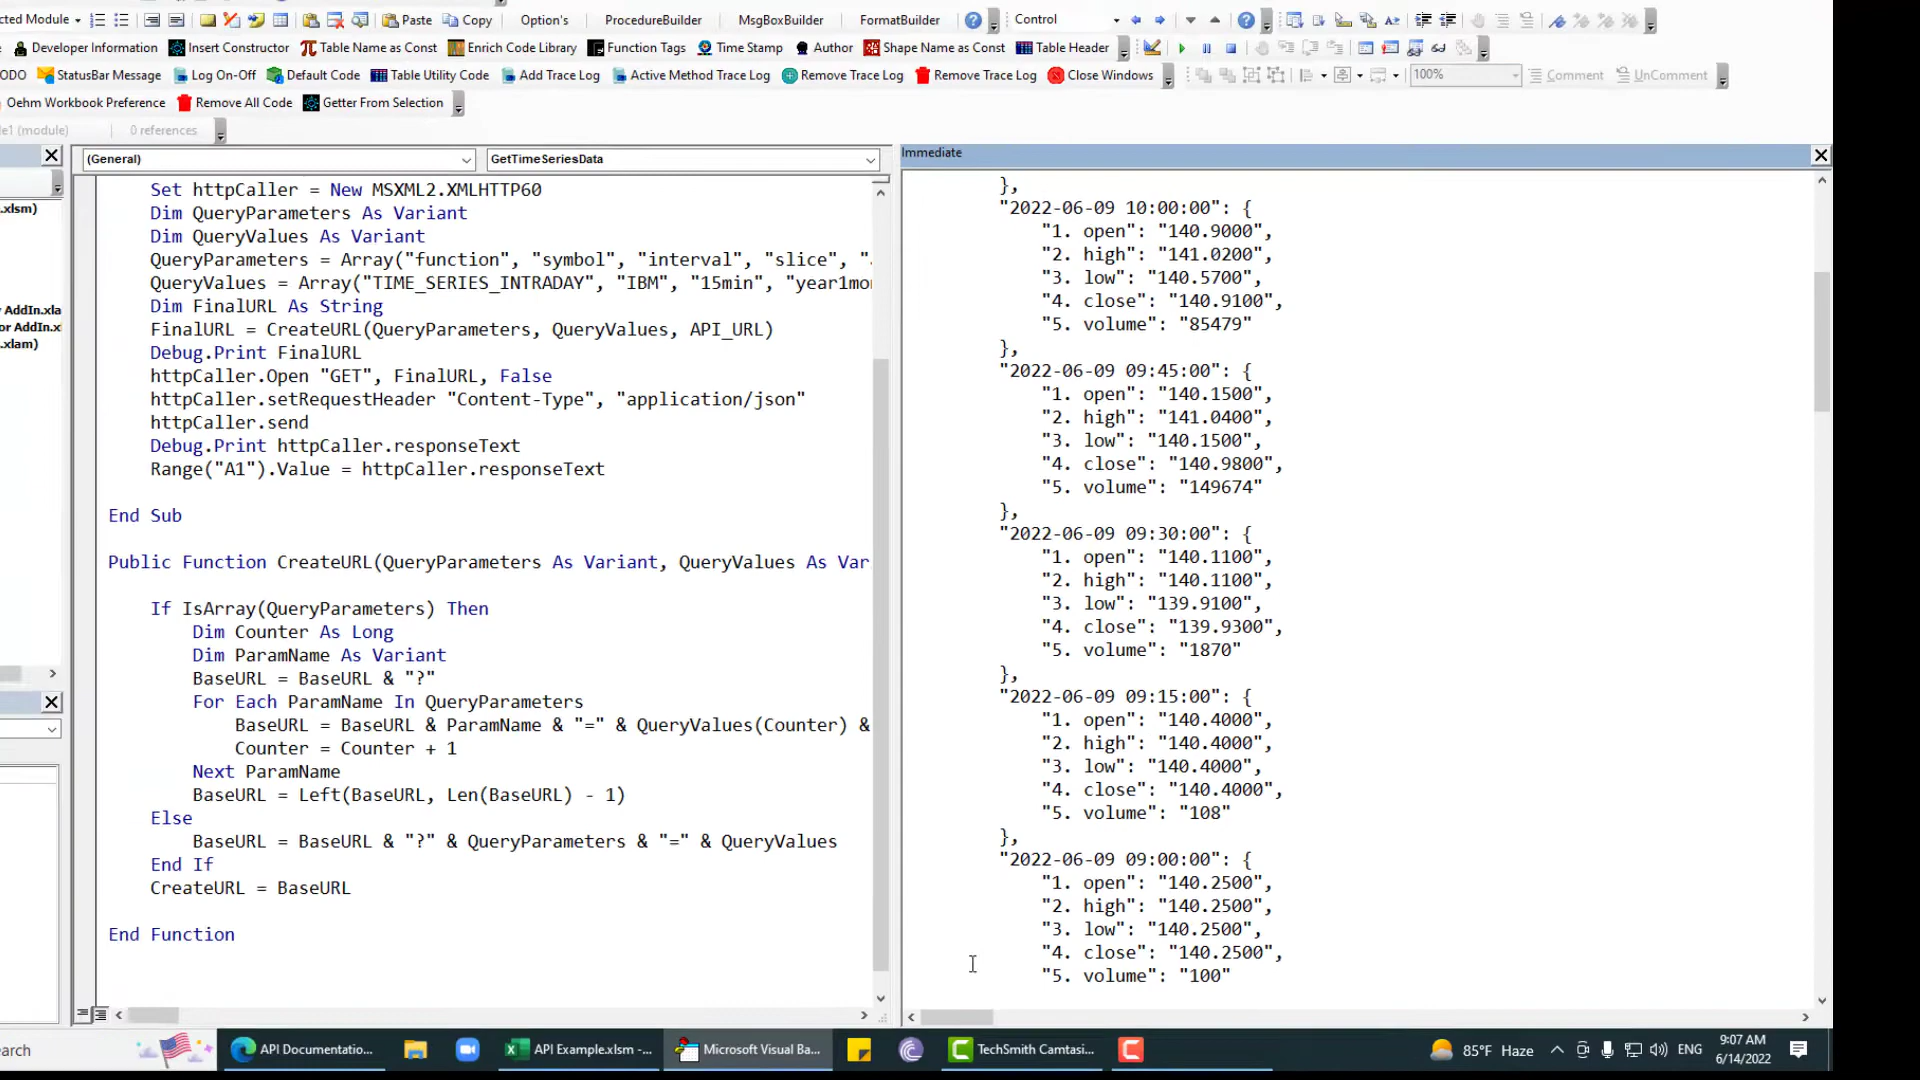 cted Module
Paste
Copy
Option's
ProcedureBuilder
MsgBoxBuilder
FormatBuilder
Control
Developer Information
Insert Constructor
Table Name as Const
Enrich Code Library
Function Tags
Time Stamp
Author
Shape Name as Const
Table Header
ODO
StatusBar Message
Log On-Off
Default Code
Table Utility Code
Add Trace Log
Active Method Trace Log
Remove Trace Log
Remove Trace Log
Close Windows
100%
Comment
UnComment
Oehm Workbook Preference
Remove All Code
Getter From Selection
le1 (module)
0 references
.xlsm)
AddIn.xla
or AddIn.xl
.xlam)
(General)
GetTimeSeriesData
Set httpCaller = New MSXML2.XMLHTTP60
Dim QueryParameters As Variant
Dim QueryValues As Variant
QueryParameters = Array("function", "symbol", "interval", "slice", "
QueryValues = Array("TIME_SERIES_INTRADAY", "IBM", "15min", "year1mo
Dim FinalURL As String
FinalURL = CreateURL(QueryParameters, QueryValues, API_URL)
Debug.Print FinalURL
httpCaller.Open "GET", FinalURL, False
httpCaller.setRequestHeader "Content-Type", "application/json"
httpCaller.send
Debug.Print httpCaller.responseText
Range("A1").Value = httpCaller.responseText
End Sub
Public Function CreateURL(QueryParameters As Variant, QueryValues As Var
If IsArray(QueryParameters) Then
Dim Counter As Long
Dim ParamName As Variant
BaseURL = BaseURL & "?"
For Each ParamName In QueryParameters
BaseURL = BaseURL & ParamName & "=" & QueryValues(Counter) &
Counter = Counter + 1
Next ParamName
BaseURL = Left(BaseURL, Len(BaseURL) - 1)
Else
BaseURL = BaseURL & "?" & QueryParameters & "=" & QueryValues
End If
CreateURL = BaseURL
End Function
Immediate
},
"2022-06-09 10:00:00": {
"1. open": "140.9000",
"2. high": "141.0200",
"3. low": "140.5700",
"4. close": "140.9100",
"5. volume": "85479"
},
"2022-06-09 09:45:00": {
"1. open": "140.1500",
"2. high": "141.0400",
"3. low": "140.1500",
"4. close": "140.9800",
"5. volume": "149674"
},
"2022-06-09 09:30:00": {
"1. open": "140.1100",
"2. high": "140.1100",
"3. low": "139.9100",
"4. close": "139.9300",
"5. volume": "1870"
},
"2022-06-09 09:15:00": {
"1. open": "140.4000",
"2. high": "140.4000",
"3. low": "140.4000",
"4. close": "140.4000",
"5. volume": "108"
},
"2022-06-09 09:00:00": {
"1. open": "140.2500",
"2. high": "140.2500",
"3. low": "140.2500",
"4. close": "140.2500",
"5. volume": "100"
earch
API Documentatio...
API Example.xlsm -...
Microsoft Visual Ba...
TechSmith Camtasi...
85°F Haze
ENG
9:07 AM
6/14/2022